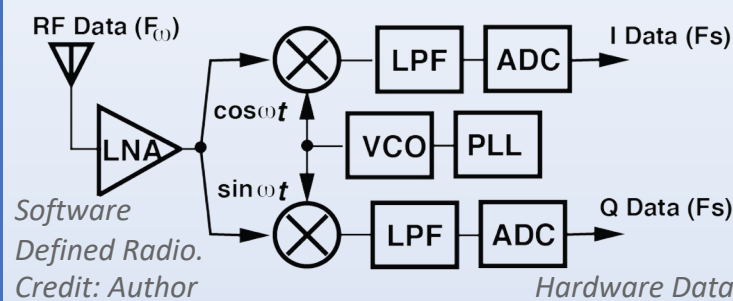 RF Data (Fω)
I Data (Fs)
LPF
ADC
cosωt
LNA
VCO
PLL
sinωt
Q Data (Fs)
LPF
ADC
Software
Defined Radio.
Credit: Author
Hardware Data